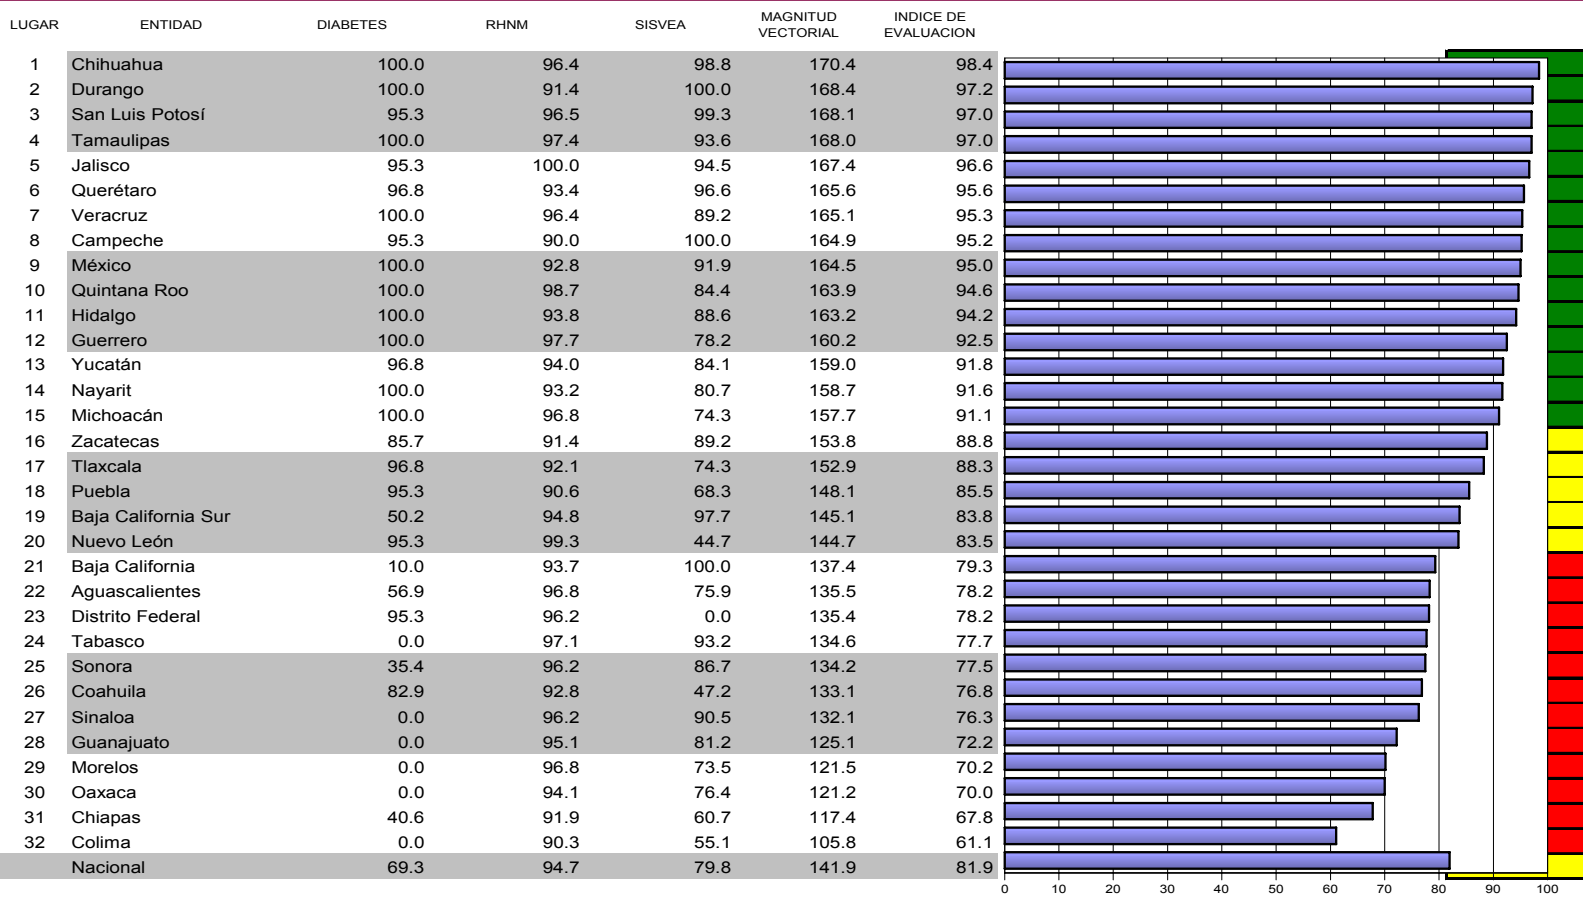 LUGAR ENTIDAD DIABETES RHNM SISVEA MAGNITUD VECTORIAL INDICE DE EVALUACION
1 Chihuahua 100.0 96.4 98.8 170.4 98.4
2 Durango 100.0 91.4 100.0 168.4 97.2
3 San Luis Potosí 95.3 96.5 99.3 168.1 97.0
4 Tamaulipas 100.0 97.4 93.6 168.0 97.0
5 Jalisco 95.3 100.0 94.5 167.4 96.6
6 Querétaro 96.8 93.4 96.6 165.6 95.6
7 Veracruz 100.0 96.4 89.2 165.1 95.3
8 Campeche 95.3 90.0 100.0 164.9 95.2
9 México 100.0 92.8 91.9 164.5 95.0
10 Quintana Roo 100.0 98.7 84.4 163.9 94.6
11 Hidalgo 100.0 93.8 88.6 163.2 94.2
12 Guerrero 100.0 97.7 78.2 160.2 92.5
13 Yucatán 96.8 94.0 84.1 159.0 91.8
14 Nayarit 100.0 93.2 80.7 158.7 91.6
15 Michoacán 100.0 96.8 74.3 157.7 91.1
16 Zacatecas 85.7 91.4 89.2 153.8 88.8
17 Tlaxcala 96.8 92.1 74.3 152.9 88.3
18 Puebla 95.3 90.6 68.3 148.1 85.5
19 Baja California Sur 50.2 94.8 97.7 145.1 83.8
20 Nuevo León 95.3 99.3 44.7 144.7 83.5
21 Baja California 10.0 93.7 100.0 137.4 79.3
22 Aguascalientes 56.9 96.8 75.9 135.5 78.2
23 Distrito Federal 95.3 96.2 0.0 135.4 78.2
24 Tabasco 0.0 97.1 93.2 134.6 77.7
25 Sonora 35.4 96.2 86.7 134.2 77.5
26 Coahuila 82.9 92.8 47.2 133.1 76.8
27 Sinaloa 0.0 96.2 90.5 132.1 76.3
28 Guanajuato 0.0 95.1 81.2 125.1 72.2
29 Morelos 0.0 96.8 73.5 121.5 70.2
30 Oaxaca 0.0 94.1 76.4 121.2 70.0
31 Chiapas 40.6 91.9 60.7 117.4 67.8
32 Colima 0.0 90.3 55.1 105.8 61.1
Nacional 69.3 94.7 79.8 141.9 81.9
0 10 20 30 40 50 60 70 80 90 100